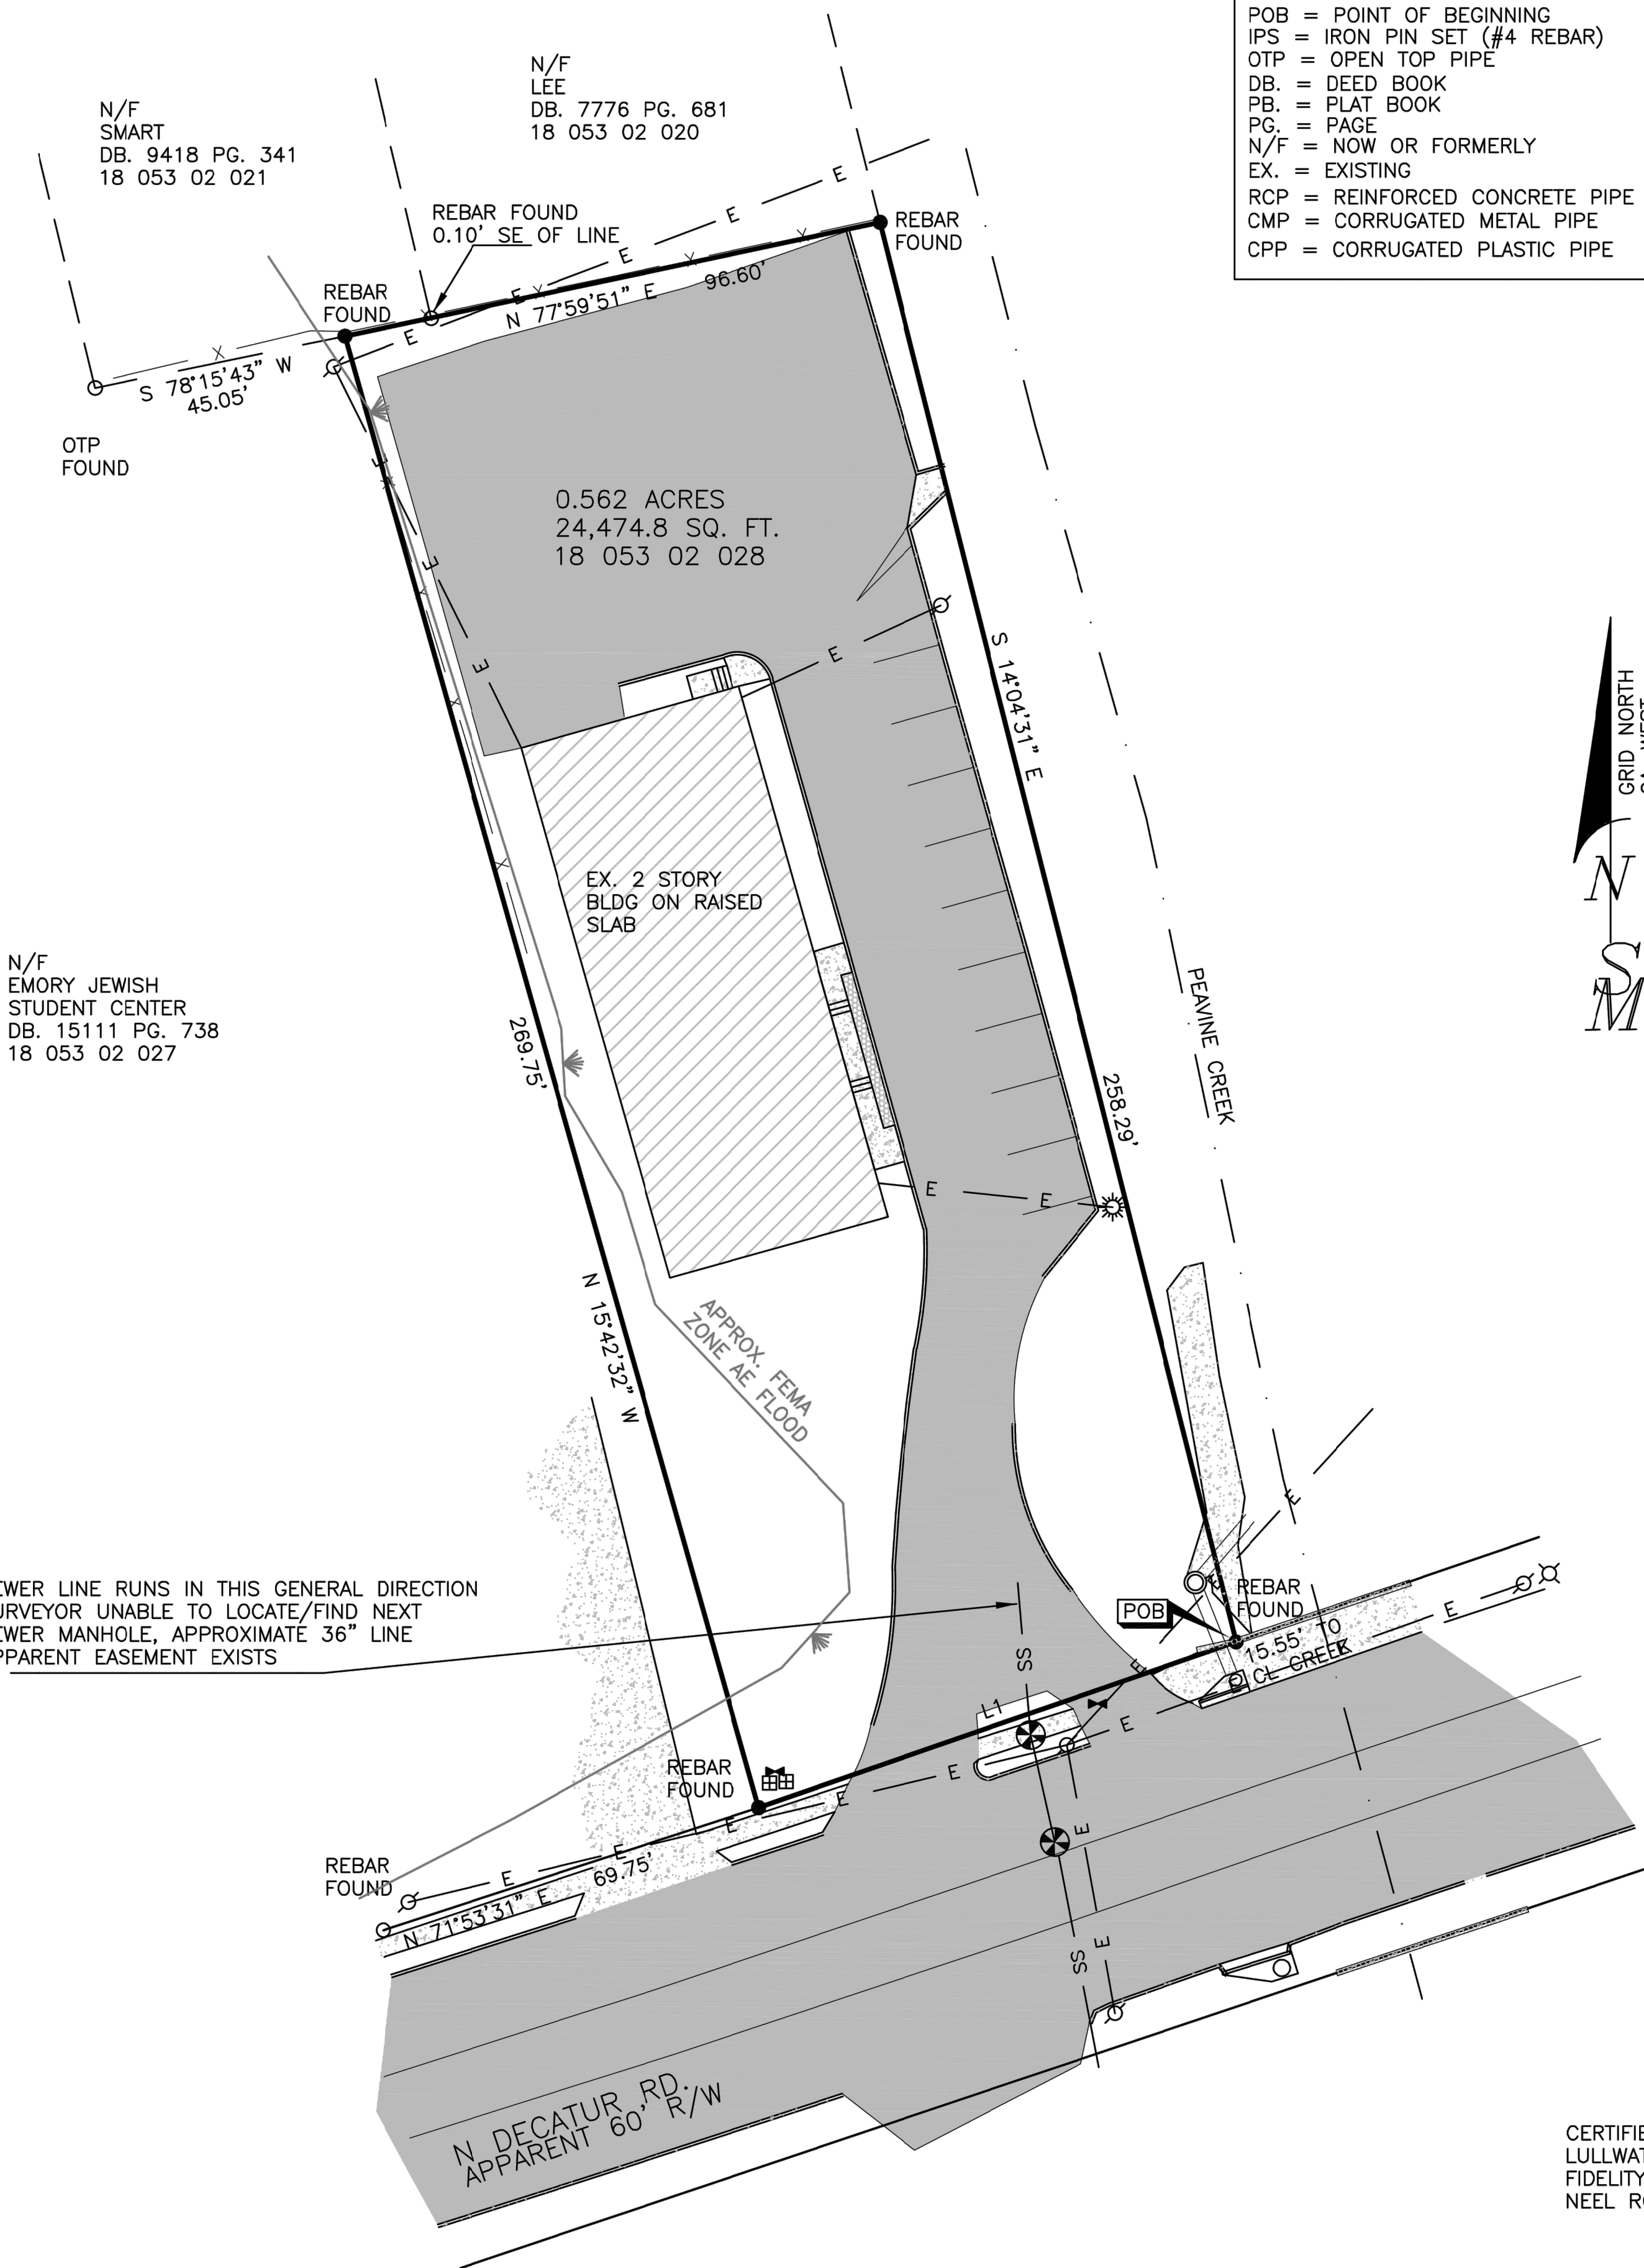 POB = POINT OF BEGINNING
IPS = IRON PIN SET (#4 REBAR)
OTP = OPEN TOP PIPE
DB. = DEED BOOK
PB. = PLAT BOOK
PG. = PAGE
N/F = NOW OR FORMERLY
EX. = EXISTING
RCP = REINFORCED CONCRETE PIPE
CMP = CORRUGATED METAL PIPE
CPP = CORRUGATED PLASTIC PIPE
N/F
LEE
DB. 7776 PG. 681
18 053 02 020
N/F
SMART
DB. 9418 PG. 341
18 053 02 021
REBAR FOUND
0.10' SE OF LINE
REBAR
FOUND
REBAR
FOUND
N 77°59'51" E
96.60'
S 78°15'43" W
45.05'
OTP
FOUND
0.562 ACRES
24,474.8 SQ. FT.
18 053 02 028
S 14°04'31" E
258.29'
PEAVINE CREEK
GRID NORTH
N
S
M
EX. 2 STORY
BLDG ON RAISED
SLAB
N/F
EMORY JEWISH
STUDENT CENTER
DB. 15111 PG. 738
18 053 02 027
269.75'
N 15°42'32" W
APPROX. FEMA
ZONE AE FLOOD
EWER LINE RUNS IN THIS GENERAL DIRECTION
URVEYOR UNABLE TO LOCATE/FIND NEXT
EWER MANHOLE, APPROXIMATE 36" LINE
PPARENT EASEMENT EXISTS
POB
REBAR
FOUND
15.55' TO
CL CREEK
L1
SS
SS
REBAR
FOUND
REBAR
FOUND
N 71°53'31" E
69.75'
N DECATUR RD.
APPARENT 60' R/W
CERTIFIE
LULLWAT
FIDELITY
NEEL R